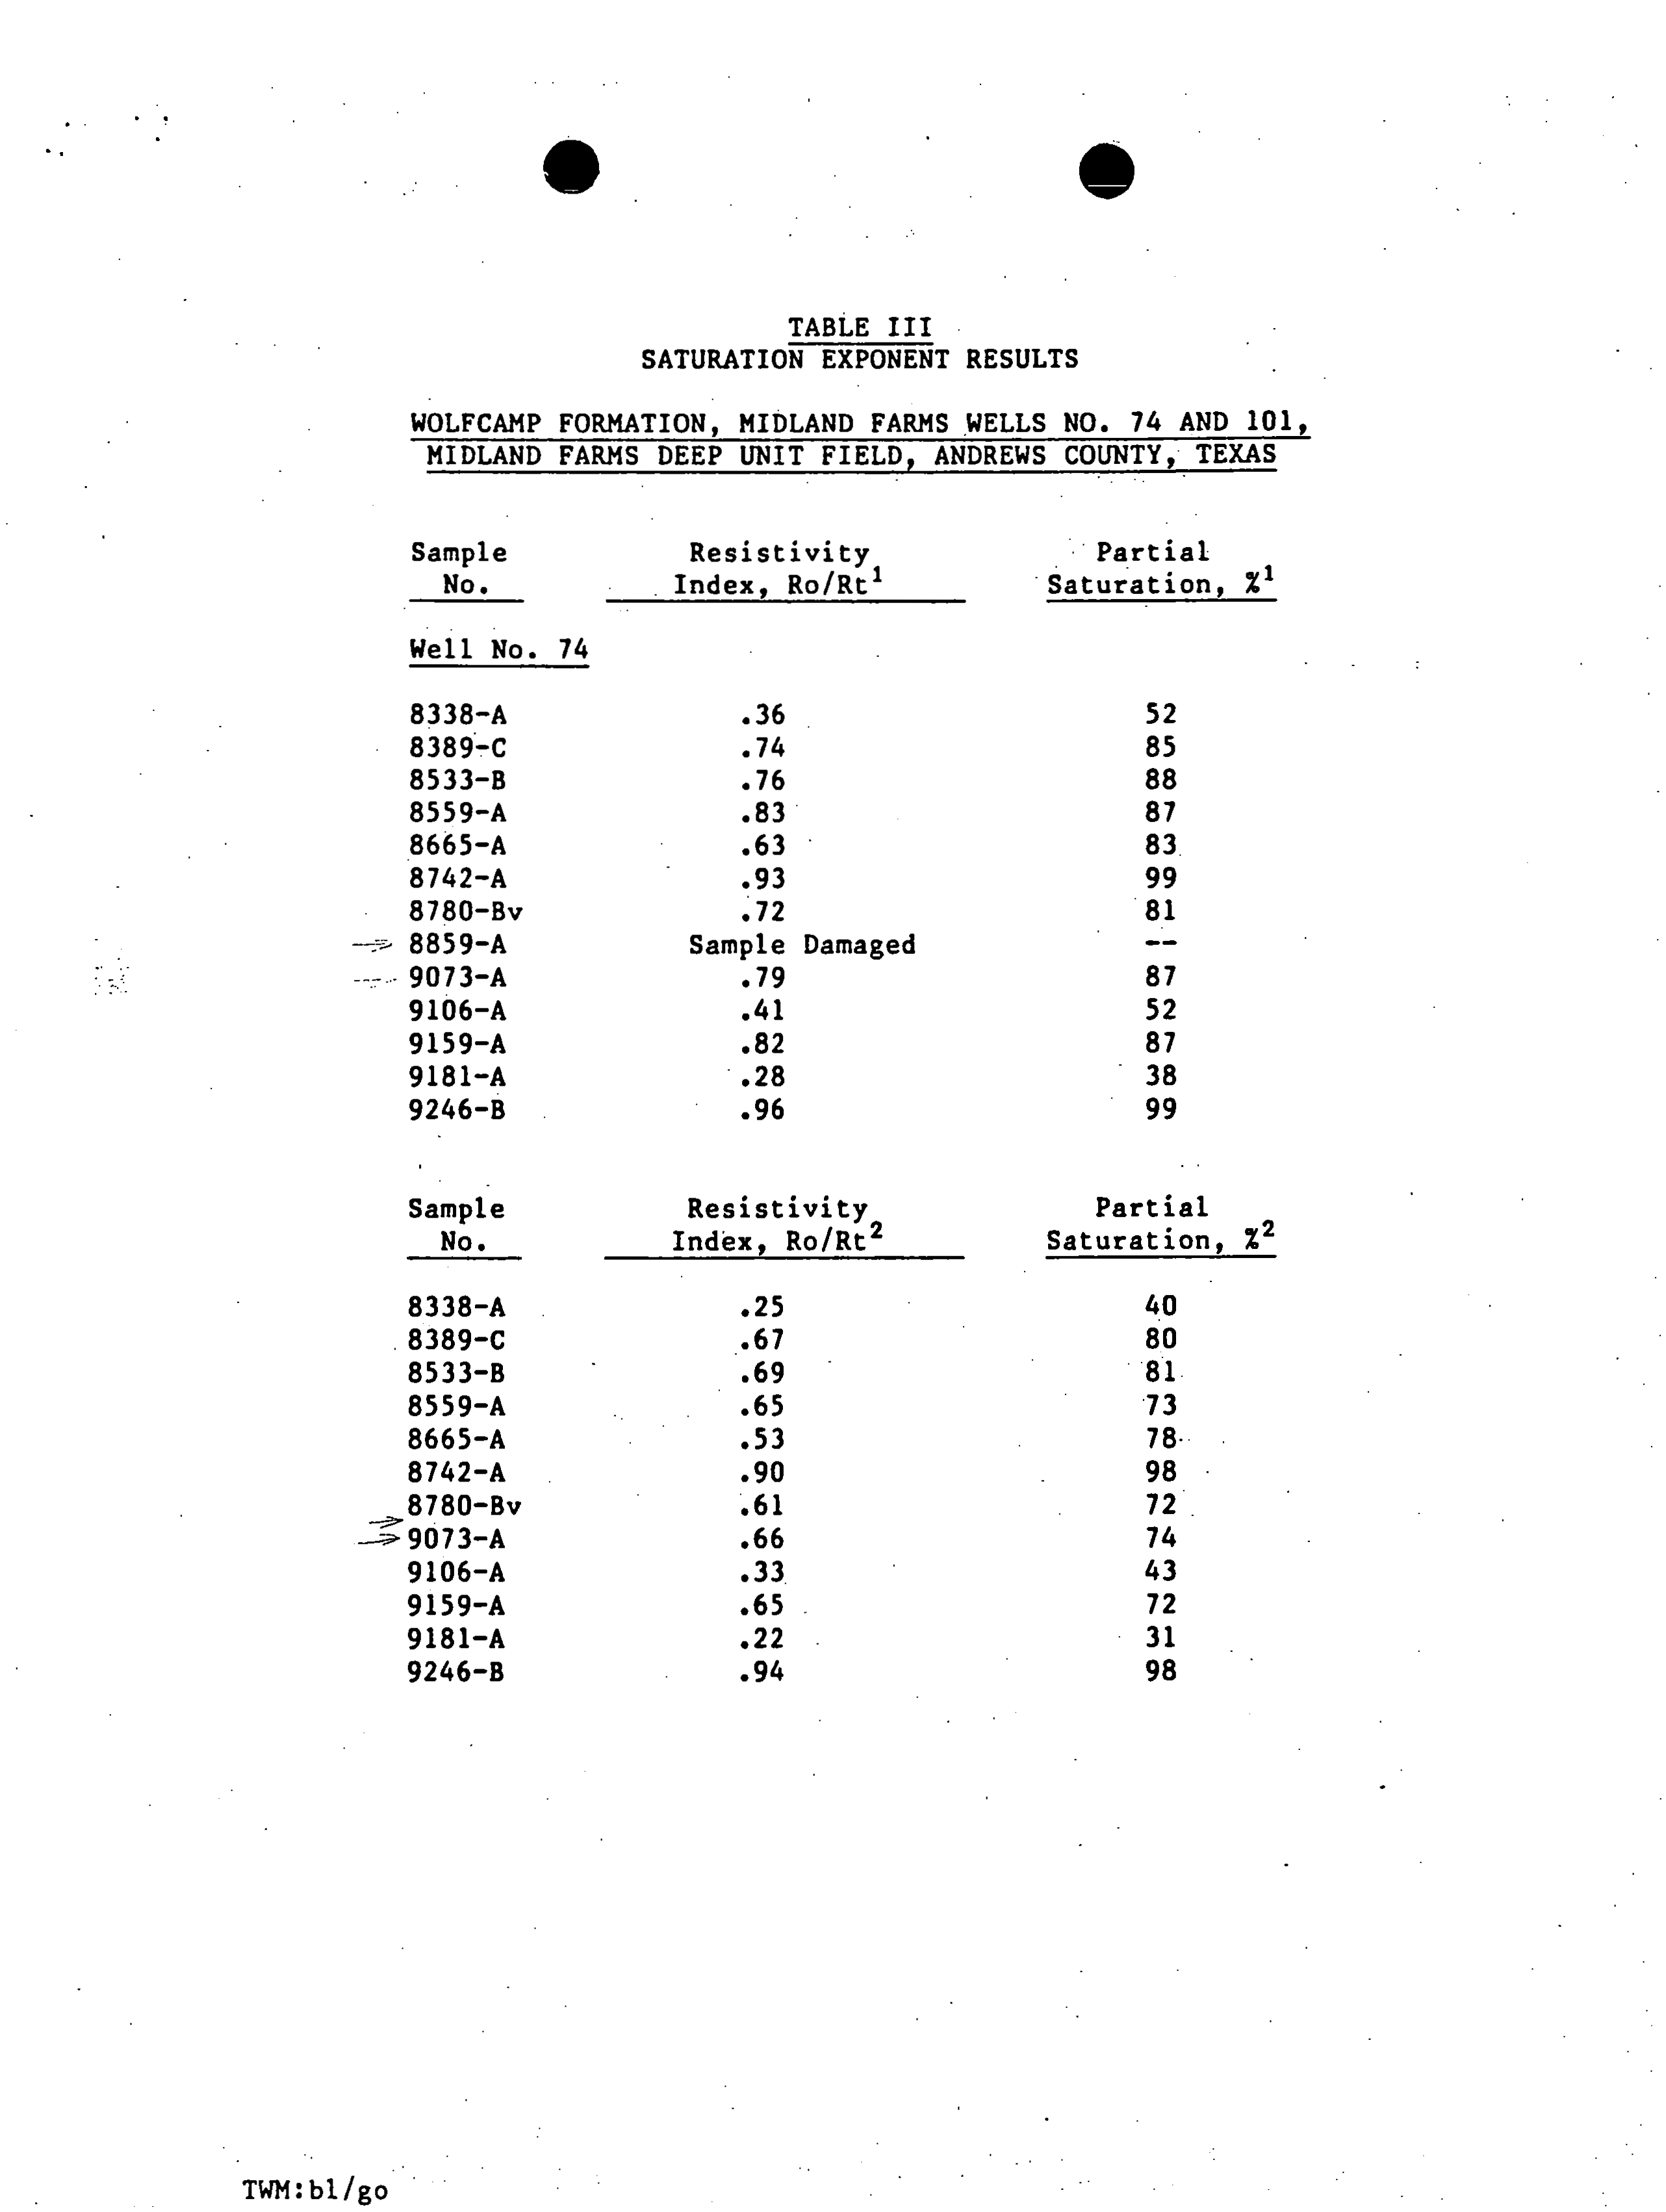 TABLE III
SATURATION EXPONENT RESULTS
WOLFCAMP FORMATION, MIDLAND FARMS WELLS NO. 74 AND 101,
MIDLAND FARMS DEEP UNIT FIELD, ANDREWS COUNTY, TEXAS
Sample Resistivity Partial
No. Index, Ro/Rt¹ Saturation, %¹
Well No. 74
8338-A .36 52
8389-C .74 85
8533-B .76 88
8559-A .83 87
8665-A .63 83
8742-A .93 99
8780-Bv .72 81
8859-A Sample Damaged --
9073-A .79 87
9106-A .41 52
9159-A .82 87
9181-A .28 38
9246-B .96 99
Sample Resistivity Partial
No. Index, Ro/Rt² Saturation, %²
8338-A .25 40
8389-C .67 80
8533-B .69 81
8559-A .65 73
8665-A .53 78
8742-A .90 98
8780-Bv .61 72
9073-A .66 74
9106-A .33 43
9159-A .65 72
9181-A .22 31
9246-B .94 98
TWM:bl/go